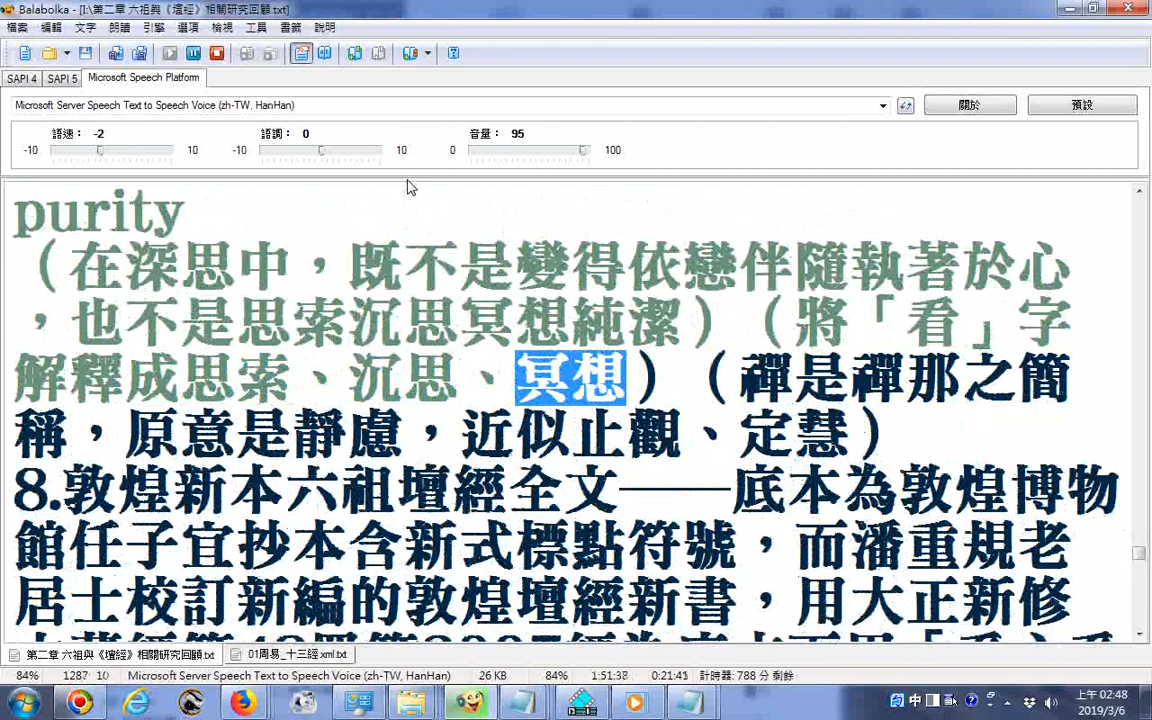 Balabolka - [I:\第二章 六祖與《壇經》相關研究回顧.txt]
檔案 編輯 文字 朗讀 引擎 選項 檢視 工具 書籤 說明
SAPI 4 SAPI 5 Microsoft Speech Platform
Microsoft Server Speech Text to Speech Voice (zh-TW, HanHan)
關於 預設
語速： -2 語調： 0 音量： 95
-10 10 -10 10 0 100
purity
（在深思中，既不是變得依戀伴隨執著於心
，也不是思索沉思冥想純潔）（將「看」字
解釋成思索、沉思、冥想）（禪是禪那之簡
稱，原意是靜慮，近似止觀、定慧）
8.敦煌新本六祖壇經全文——底本為敦煌博物
館任子宜抄本含新式標點符號，而潘重規老
居士校訂新編的敦煌壇經新書，用大正新修
第二章 六祖與《壇經》相關研究回顧.txt 01周易_十三經.xml.txt
84% 1287: 10 Microsoft Server Speech Text to Speech Voice (zh-TW, HanHan) 26 KB 84% 1:51:38 0:21:41 計時器: 788 分 剩餘
中
上午 02:48
2019/3/6